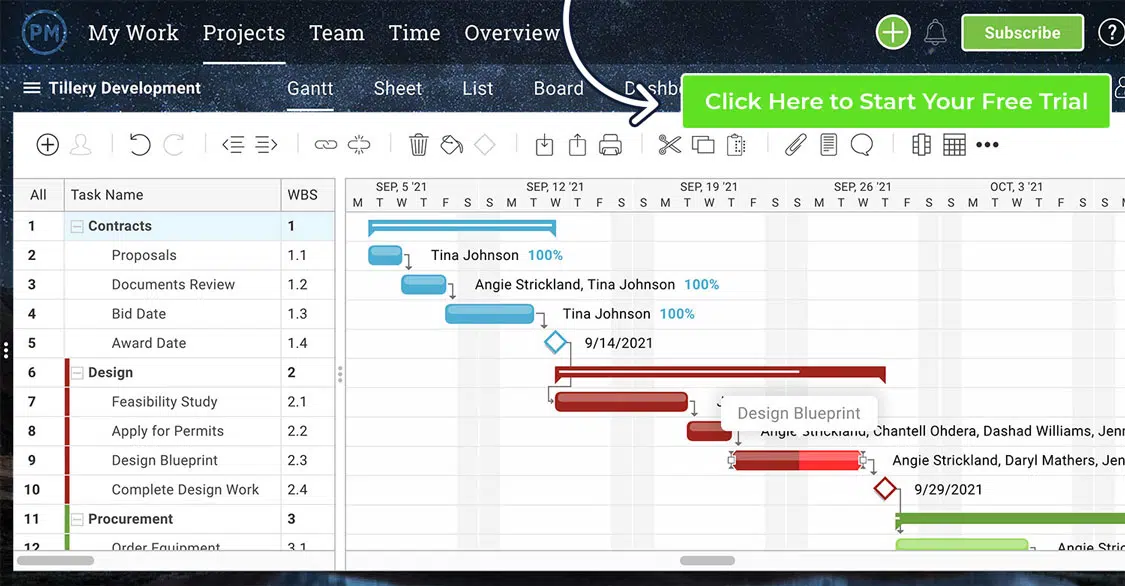 PM My Work Projects Team Time Overview Subscribe ?
Tillery Development Gantt Sheet List Board Dashbo
Click Here to Start Your Free Trial
All Task Name WBS SEP, 5 '21 SEP, 12 '21 SEP, 19 '21 SEP, 26 '21 OCT, 3 '21
M T W T F S S M T W T F S S M T W T F S S M T W T F S S M T W T F S S M
1 Contracts 1
2 Proposals 1.1 Tina Johnson 100%
3 Documents Review 1.2 Angie Strickland, Tina Johnson 100%
4 Bid Date 1.3 Tina Johnson 100%
5 Award Date 1.4 9/14/2021
6 Design 2
7 Feasibility Study 2.1 J
Design Blueprint
8 Apply for Permits 2.2 Angie Strickland, Chantell Ohdera, Dashad Williams, Jenn
9 Design Blueprint 2.3 Angie Strickland, Daryl Mathers, Jen
10 Complete Design Work 2.4 9/29/2021
11 Procurement 3
12 Order Equipment 3.1 Angie Stric